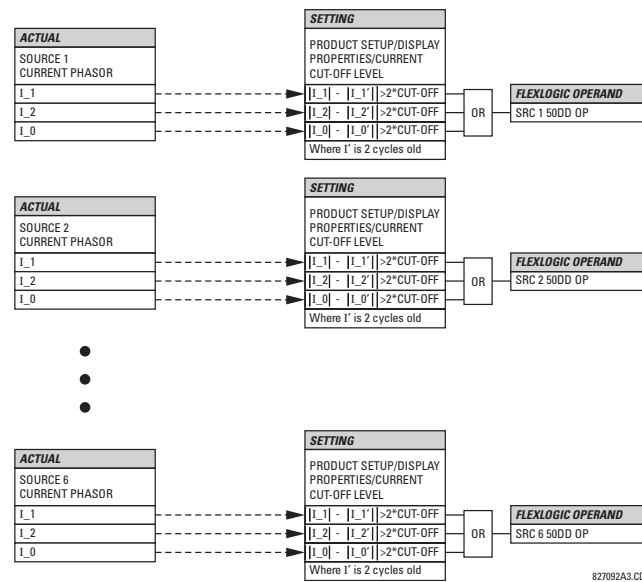 SETTING
ACTUAL
PRODUCT SETUP/DISPLAY
SOURCE 1
PROPERTIES/CURRENT
CURRENT PHASOR
CUT-OFF LEVEL
I_1
|I_1| - |I_1'||>2*CUT-OFF
FLEXLOGIC OPERAND
I_2
|I_2| - |I_2'||>2*CUT-OFF
OR
SRC 1 50DD OP
I_0
|I_0| - |I_0'||>2*CUT-OFF
Where I' is 2 cycles old
SETTING
ACTUAL
PRODUCT SETUP/DISPLAY
SOURCE 2
PROPERTIES/CURRENT
CURRENT PHASOR
CUT-OFF LEVEL
I_1
|I_1| - |I_1'||>2*CUT-OFF
FLEXLOGIC OPERAND
I_2
|I_2| - |I_2'||>2*CUT-OFF
OR
SRC 2 50DD OP
I_0
|I_0| - |I_0'||>2*CUT-OFF
Where I' is 2 cycles old
SETTING
ACTUAL
PRODUCT SETUP/DISPLAY
SOURCE 6
PROPERTIES/CURRENT
CURRENT PHASOR
CUT-OFF LEVEL
I_1
|I_1| - |I_1'||>2*CUT-OFF
FLEXLOGIC OPERAND
I_2
|I_2| - |I_2'||>2*CUT-OFF
OR
SRC 6 50DD OP
I_0
|I_0| - |I_0'||>2*CUT-OFF
Where I' is 2 cycles old